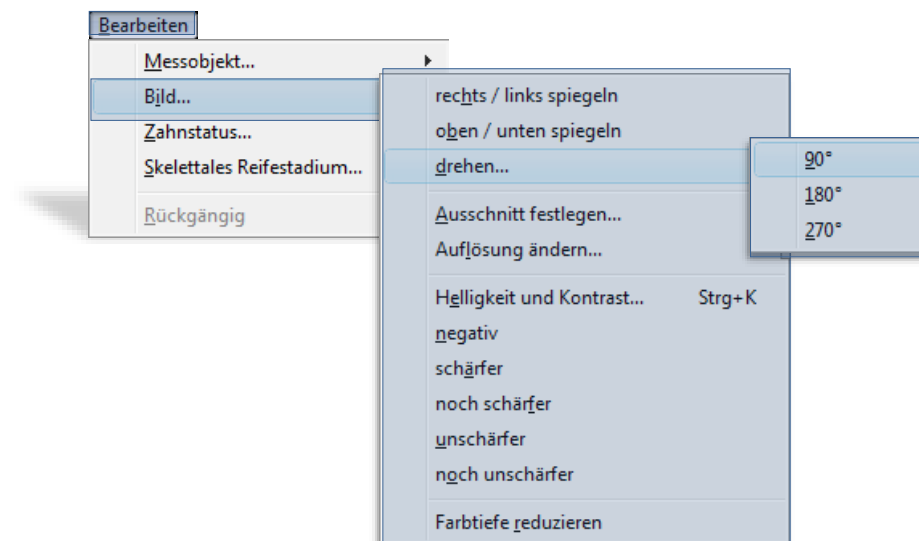 Bearbeiten
Messobjekt...
Bild...
Zahnstatus...
Skelettales Reifestadium...
Rückgängig
rechts / links spiegeln
oben / unten spiegeln
drehen...
Ausschnitt festlegen...
Auflösung ändern...
Helligkeit und Kontrast... Strg+K
negativ
schärfer
noch schärfer
unschärfer
noch unschärfer
Farbtiefe reduzieren
90°
180°
270°